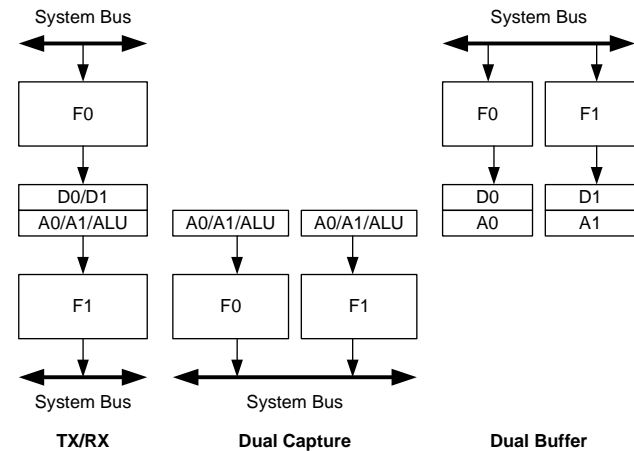 System Bus
System Bus
F0
F0
F1
D0/D1
D0
D1
A0/A1/ALU
A0/A1/ALU
A0/A1/ALU
A0
A1
F1
F0
F1
System Bus
System Bus
TX/RX
Dual Capture
Dual Buffer